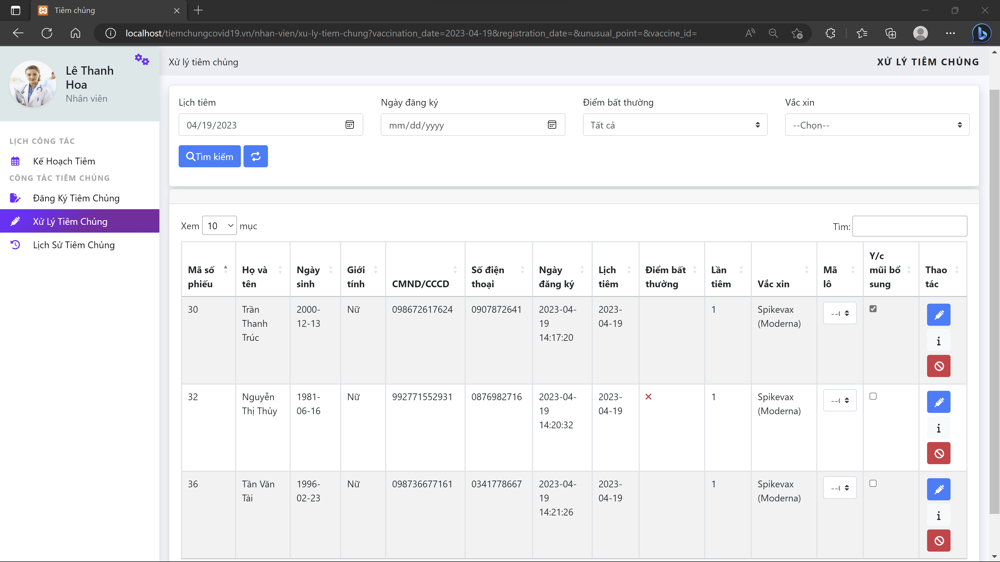 Tiêm chủng
localhost/tiemchungcovid19.vn/nhan-vien/xu-ly-tiem-chung?vaccination_date=2023-04-19&registration_date=&unusual_point=&vaccine_id=
Lê Thanh
Hoa
Nhân viên
LỊCH CÔNG TÁC
Kế Hoạch Tiêm
CÔNG TÁC TIÊM CHỦNG
Đăng Ký Tiêm Chủng
Xử Lý Tiêm Chủng
Lịch Sử Tiêm Chủng
Xử lý tiêm chủng
XỬ LÝ TIÊM CHỦNG
Lịch tiêm Ngày đăng ký Điểm bất thường Vắc xin
04/19/2023 mm/dd/yyyy Tất cả --Chọn--
Tìm kiếm
Xem 10 mục Tìm:
Mã số phiếu Họ và tên Ngày sinh Giới tính CMND/CCCD Số điện thoại Ngày đăng ký Lịch tiêm Điểm bất thường Lần tiêm Vắc xin Mã lô Y/c mũi bổ sung Thao tác
30 Trần Thanh Trúc 2000-12-13 Nữ 098672617624 0907872641 2023-04-19 14:17:20 2023-04-19 1 Spikevax (Moderna) --(
32 Nguyễn Thị Thủy 1981-06-16 Nữ 992771552931 0876982716 2023-04-19 14:20:32 2023-04-19 1 Spikevax (Moderna) --(
36 Tần Văn Tài 1996-02-23 Nữ 098736677161 0341778667 2023-04-19 14:21:26 2023-04-19 1 Spikevax (Moderna) --(